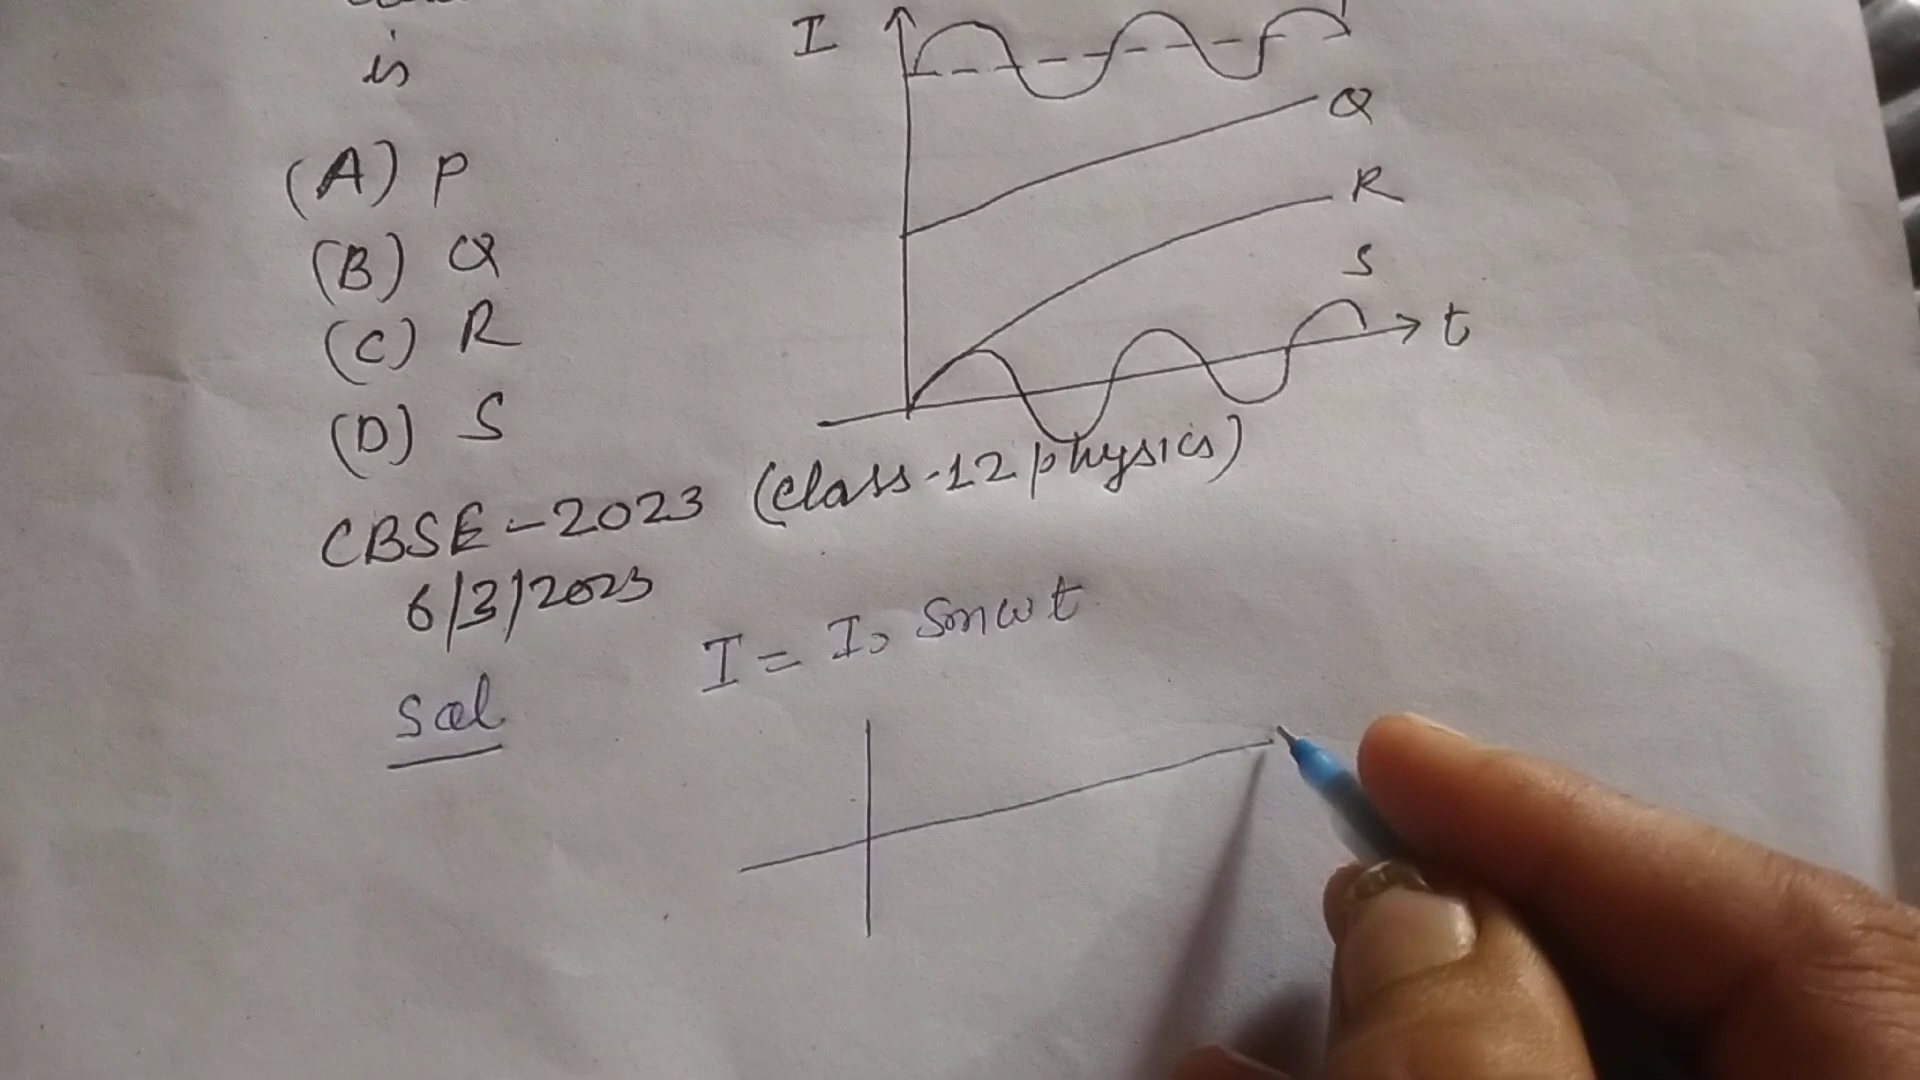 is
(A) P
(B) Q
(C) R
(D) S
I
Q
R
S
t
CBSE-2023 (class-12 physics)
6/3/2023
Sol
I = I₀ Sinωt